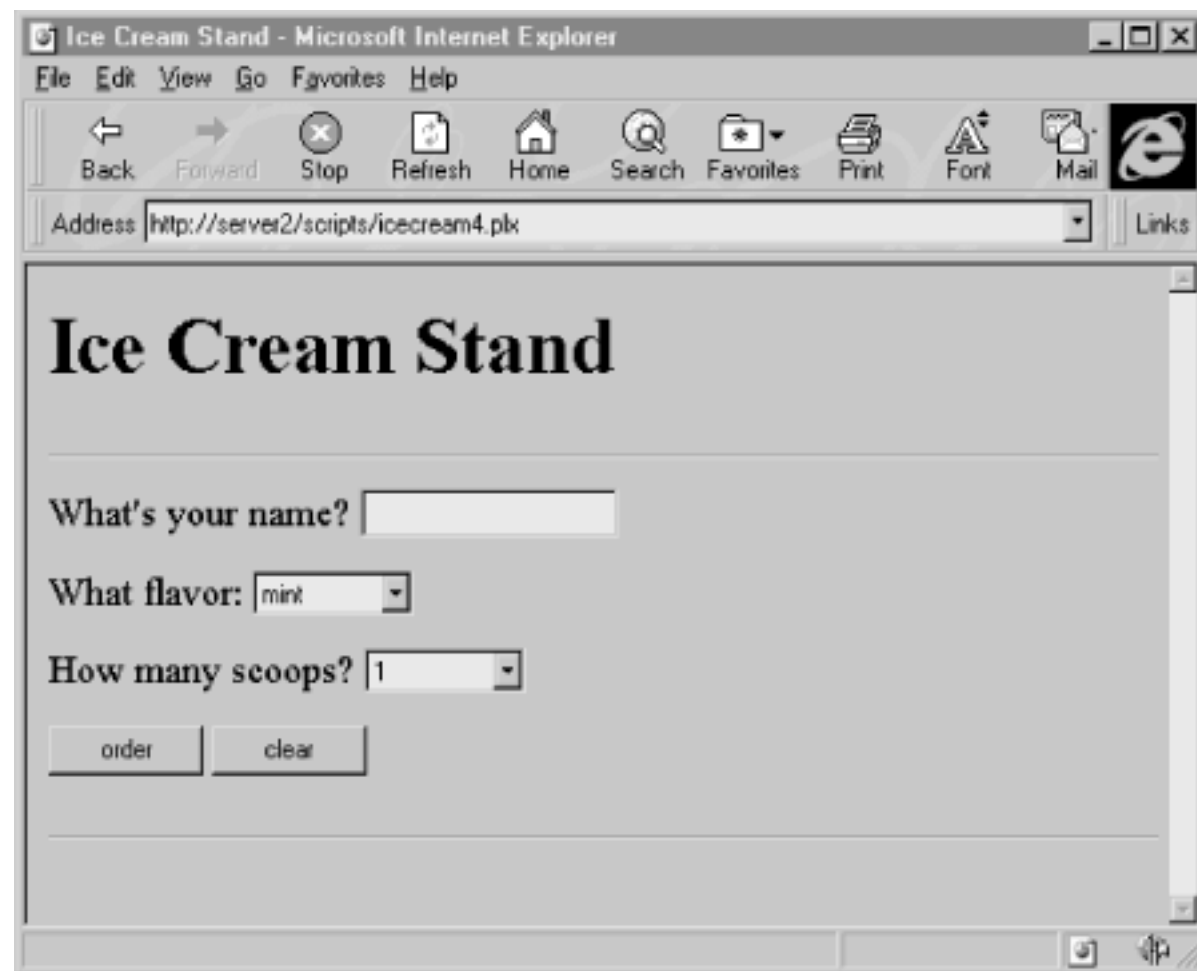 Ice Cream Stand - Microsoft Internet Explorer
File Edit View Go Favorites Help
Back Forward Stop Refresh Home Search Favorites Print Font Mail
Address http://server2/scripts/icecream4.plx Links
Ice Cream Stand
What's your name?
What flavor: mint
How many scoops? 1
order clear